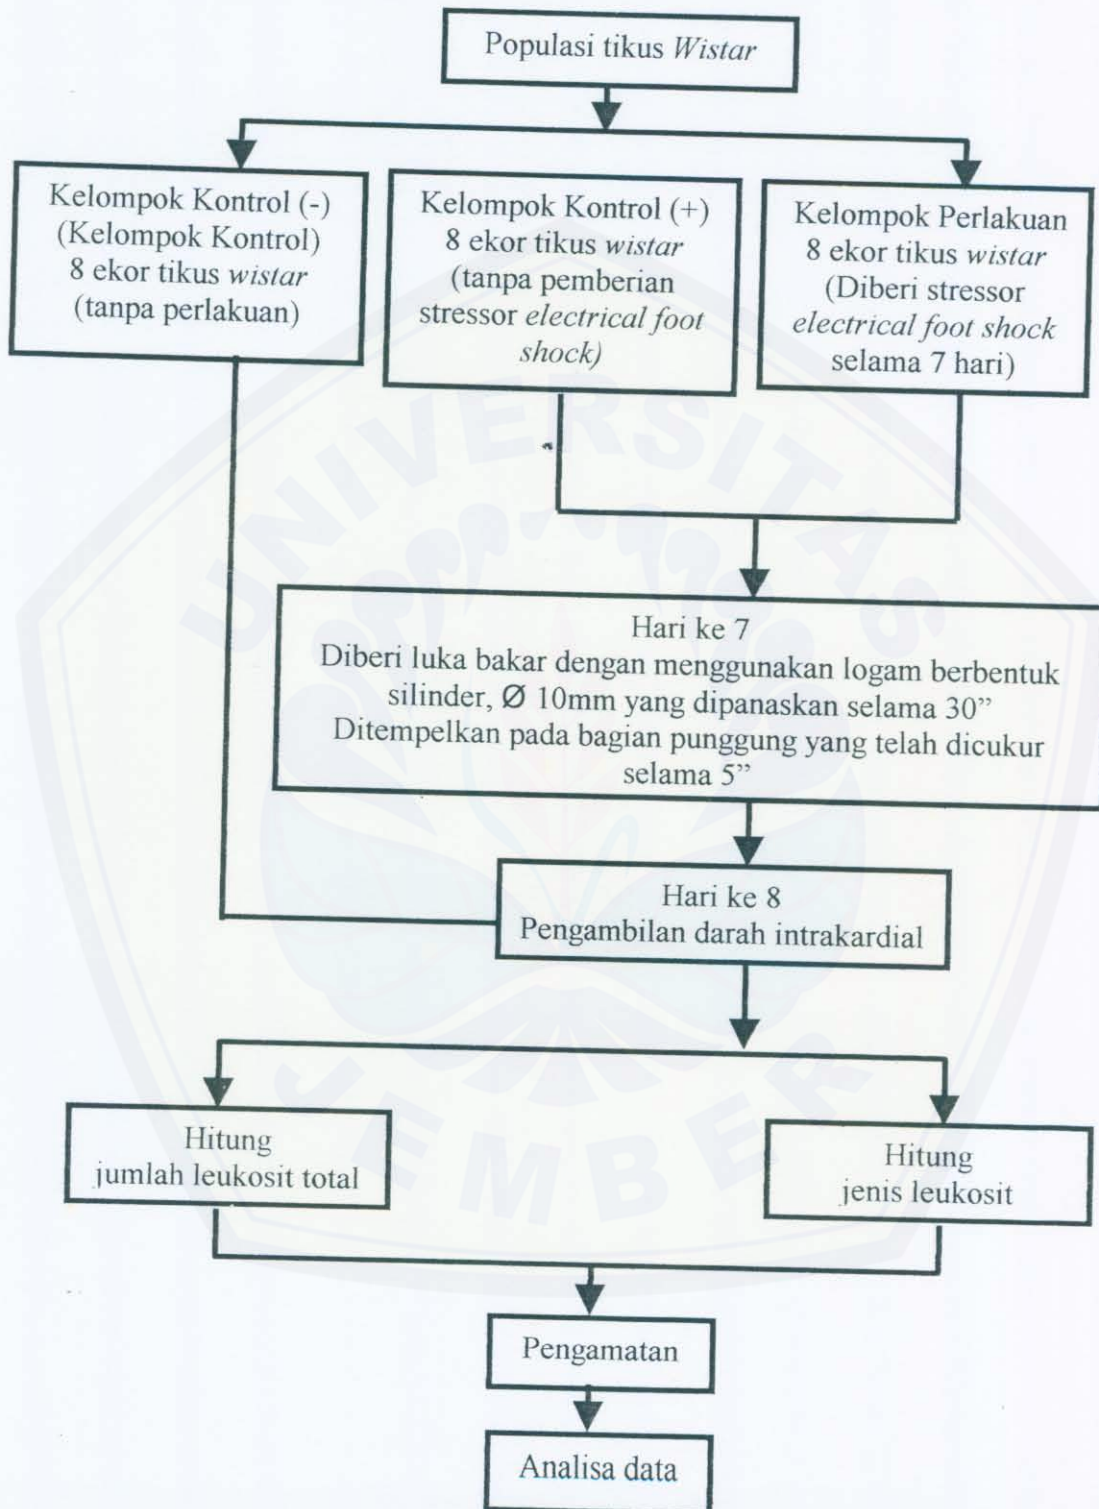 Populasi tikus Wistar
Kelompok Kontrol (-)
(Kelompok Kontrol)
8 ekor tikus wistar
(tanpa perlakuan)
Kelompok Kontrol (+)
8 ekor tikus wistar
(tanpa pemberian
stressor electrical foot
shock)
Kelompok Perlakuan
8 ekor tikus wistar
(Diberi stressor
electrical foot shock
selama 7 hari)
Hari ke 7
Diberi luka bakar dengan menggunakan logam berbentuk
silinder, Ø 10mm yang dipanaskan selama 30”
Ditempelkan pada bagian punggung yang telah dicukur
selama 5”
Hari ke 8
Pengambilan darah intrakardial
Hitung
jumlah leukosit total
Hitung
jenis leukosit
Pengamatan
Analisa data
UNIVERSITAS
JEMBER